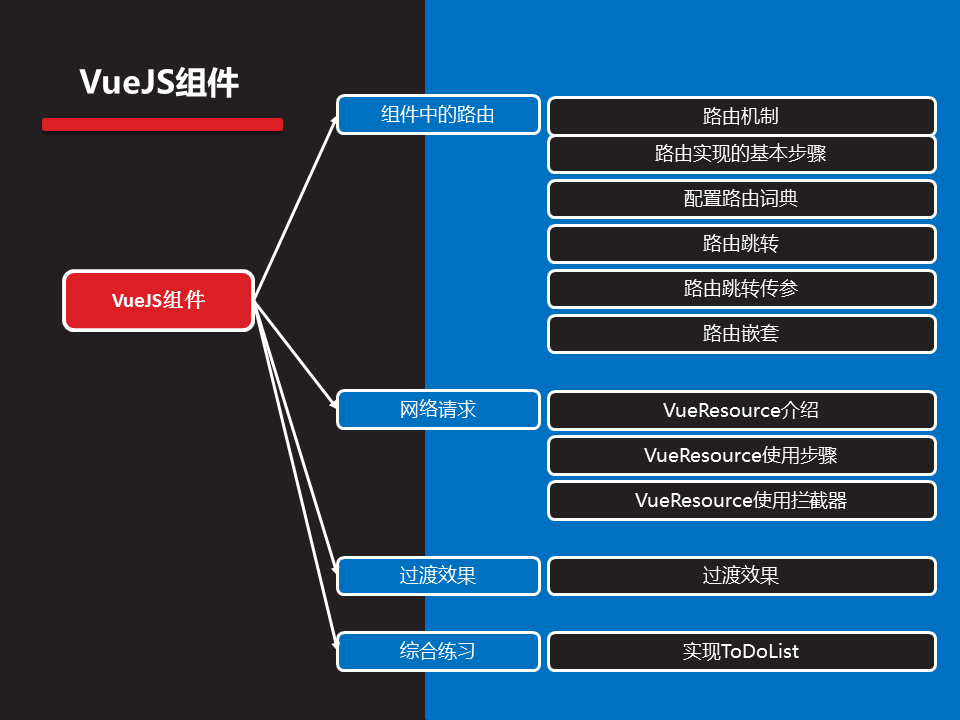 VueJS组件
VueJS组件
组件中的路由
路由机制
路由实现的基本步骤
配置路由词典
路由跳转
路由跳转传参
路由嵌套
网络请求
VueResource介绍
VueResource使用步骤
VueResource使用拦截器
过渡效果
过渡效果
综合练习
实现ToDoList